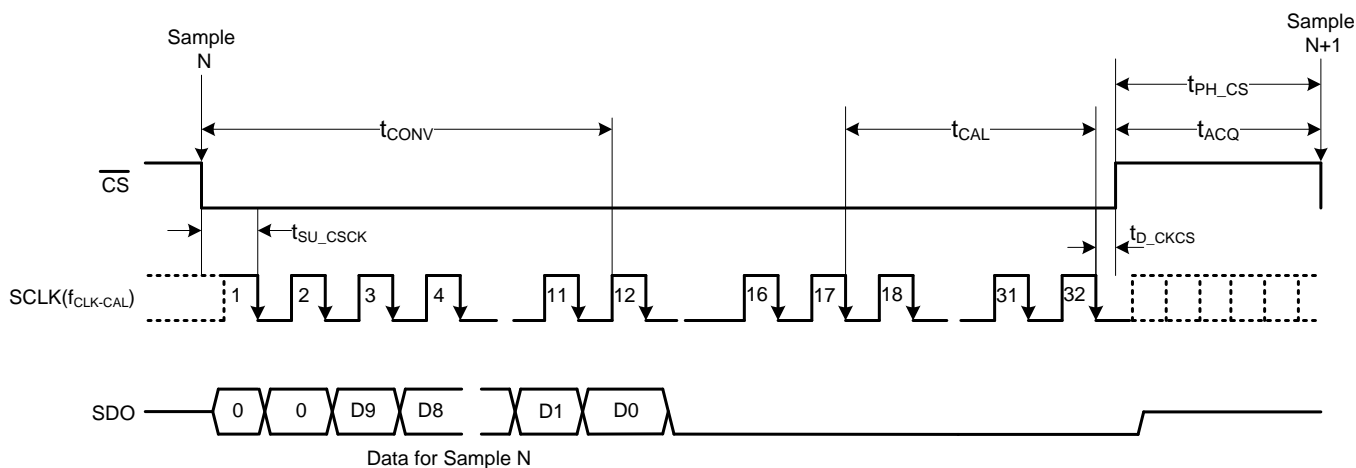 Sample
N
Sample
N+1
tPH_CS
tCONV
tCAL
tACQ
CS
tSU_CSCK
tD_CKCS
SCLK(fCLK-CAL)
1 2 3 4 11 12 16 17 18 31 32
SDO
0 0 D9 D8 D1 D0
Data for Sample N